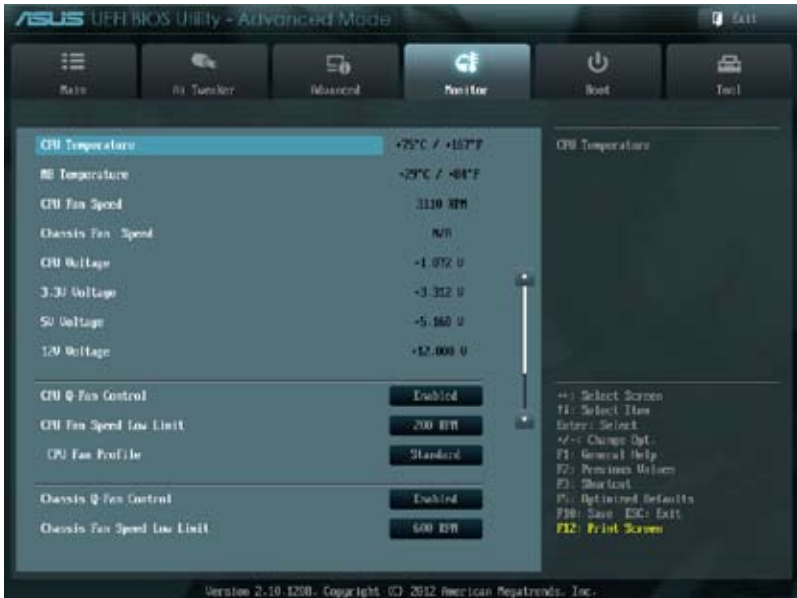 ASUS UEFI BIOS Utility - Advanced Mode
Exit
Main
Ai Tweaker
Advanced
Monitor
Boot
Tool
CPU Temperature +75°C / +167°F
MB Temperature +29°C / +84°F
CPU Fan Speed 3110 RPM
Chassis Fan Speed N/A
CPU Voltage +1.072 V
3.3V Voltage +3.312 V
5V Voltage +5.160 V
12V Voltage +12.000 V
CPU Q-Fan Control Enabled
CPU Fan Speed Low Limit 200 RPM
CPU Fan Profile Standard
Chassis Q-Fan Control Enabled
Chassis Fan Speed Low Limit 600 RPM
CPU Temperature
→←: Select Screen
↑↓: Select Item
Enter: Select
+/-: Change Opt.
F1: General Help
F2: Previous Values
F3: Shortcut
F5: Optimized Defaults
F10: Save ESC: Exit
F12: Print Screen
Version 2.10.1208. Copyright (C) 2012 American Megatrends, Inc.